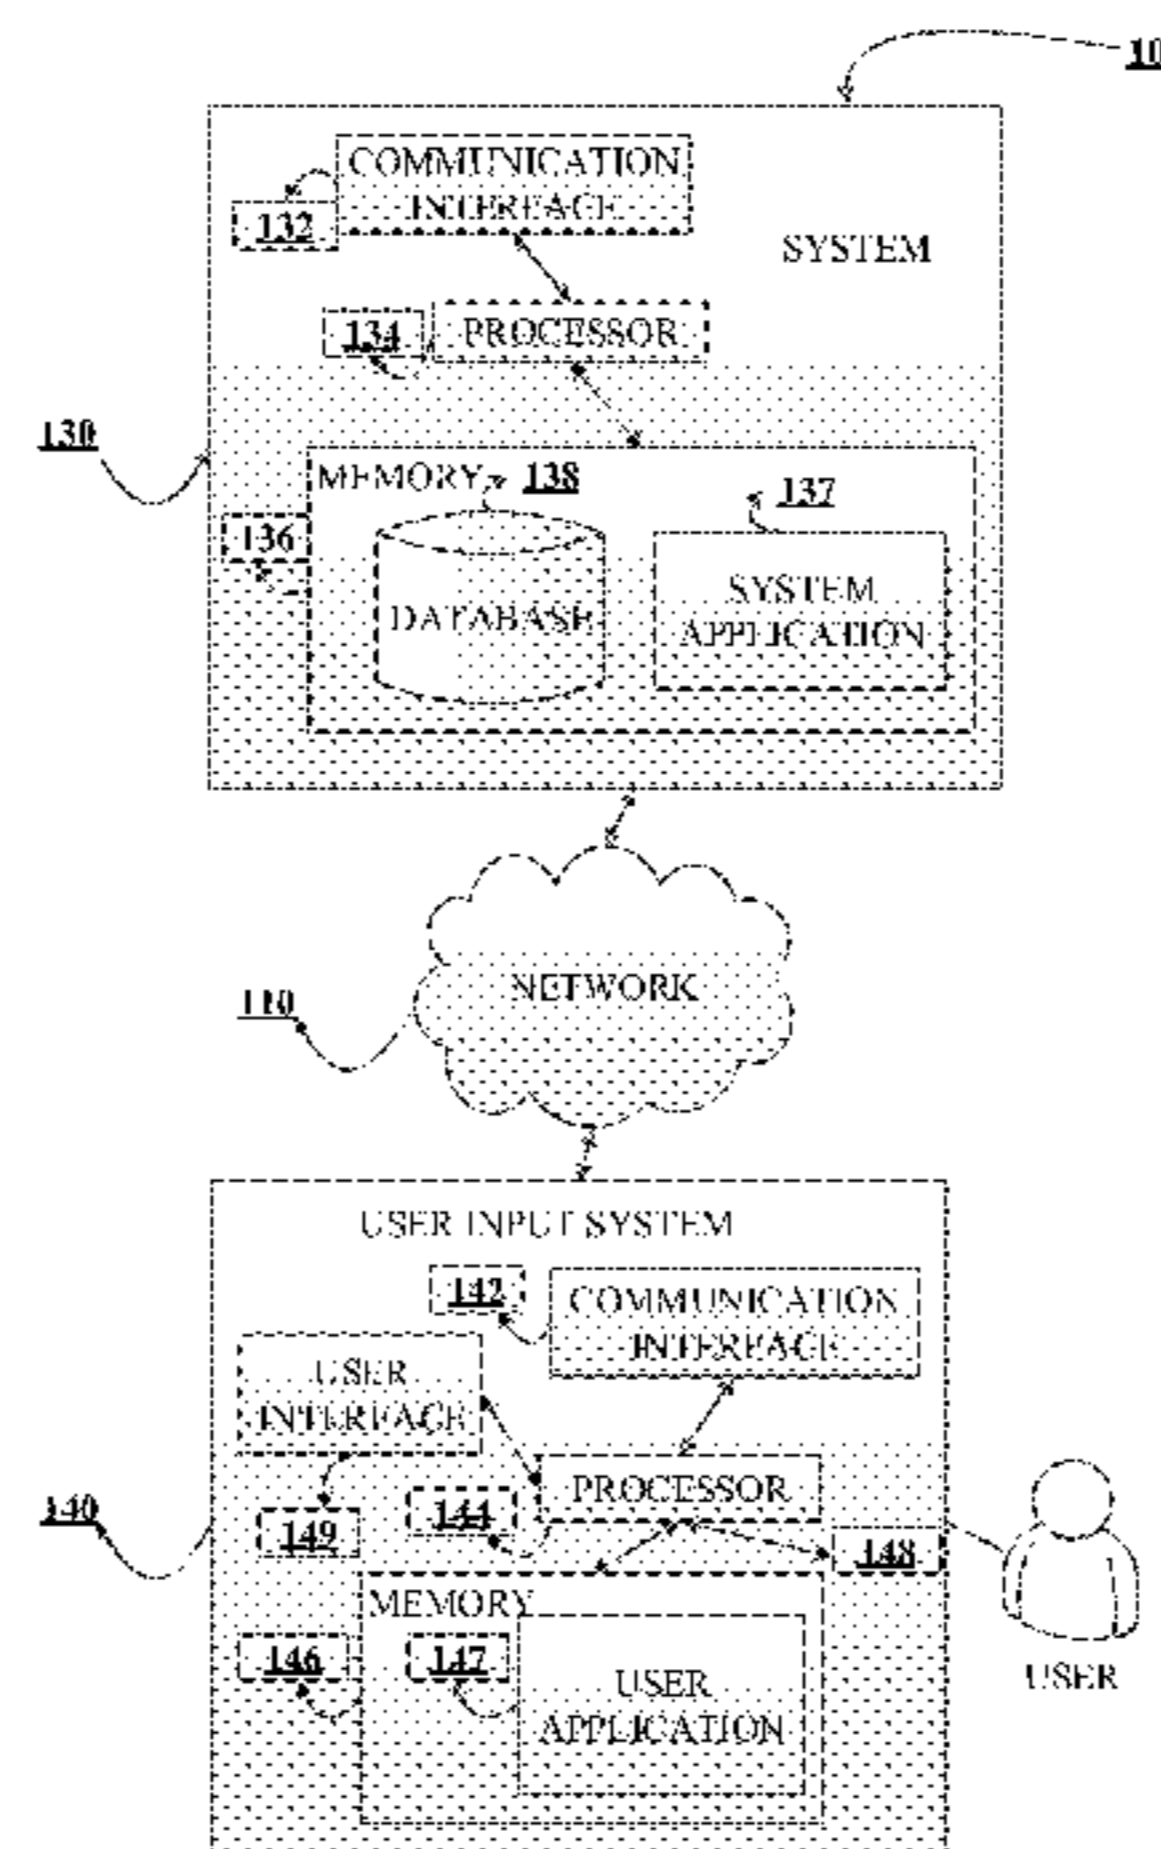 COMMUNICATION
INTERFACE
132
SYSTEM
134
PROCESSOR
130
MEMORY
138
137
136
DATABASE
SYSTEM
APPLICATION
NETWORK
110
USER INPUT SYSTEM
142
COMMUNICATION
INTERFACE
USER
INTERFACE
PROCESSOR
144
140
149
148
MEMORY
146
147
USER
APPLICATION
USER